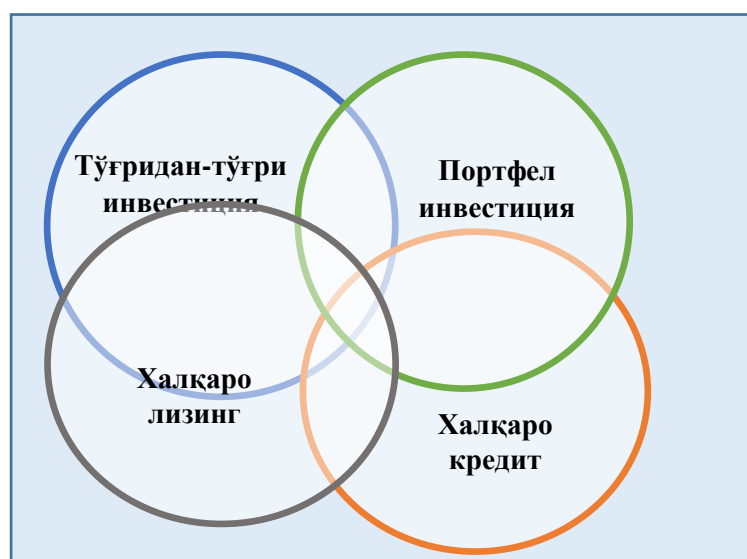 Тўғридан-тўғри
инвестиция
Портфел
инвестиция
Халқаро
лизинг
Халқаро
кредит